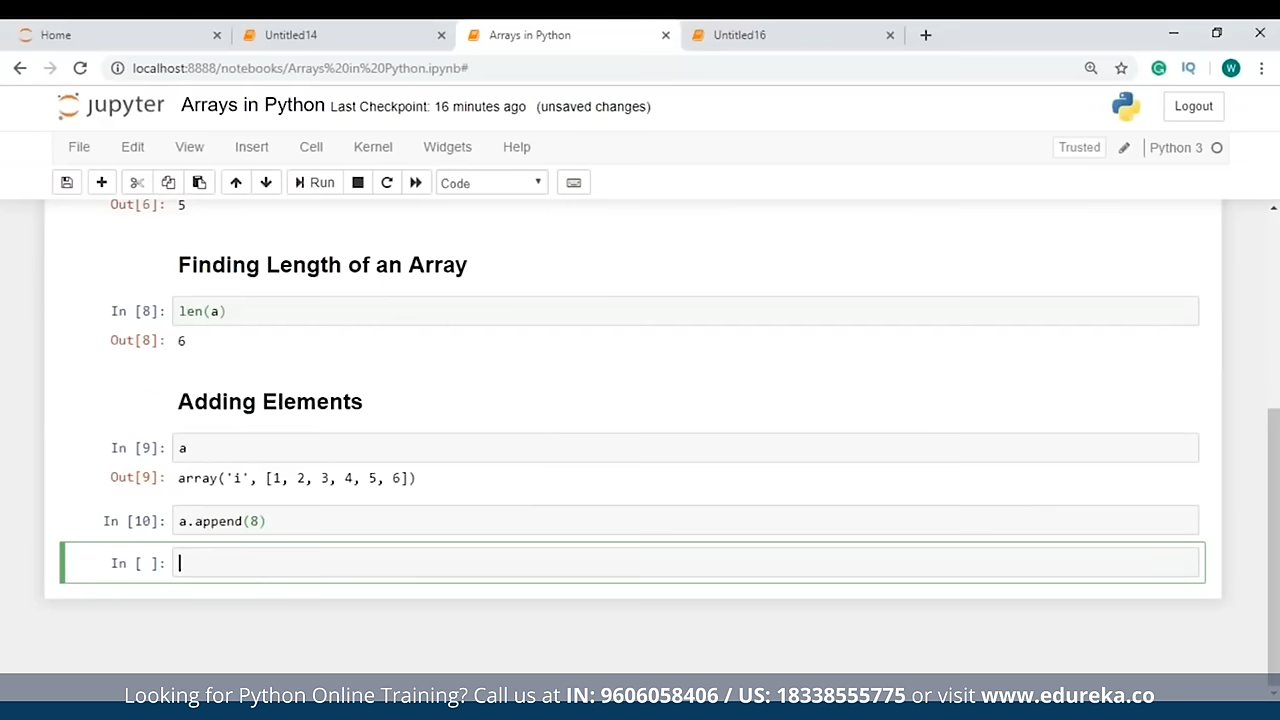 Home
Untitled14
Arrays in Python
Untitled16
localhost:8888/notebooks/Arrays%20in%20Python.ipynb#
IQ
W
jupyter Arrays in Python Last Checkpoint: 16 minutes ago (unsaved changes)
Logout
File Edit View Insert Cell Kernel Widgets Help
Trusted
Python 3
Run
Code
Out[6]: 5
Finding Length of an Array
In [8]: len(a)
Out[8]: 6
Adding Elements
In [9]: a
Out[9]: array('i', [1, 2, 3, 4, 5, 6])
In [10]: a.append(8)
In [ ]:
Looking for Python Online Training? Call us at IN: 9606058406 / US: 18338555775 or visit www.edureka.co